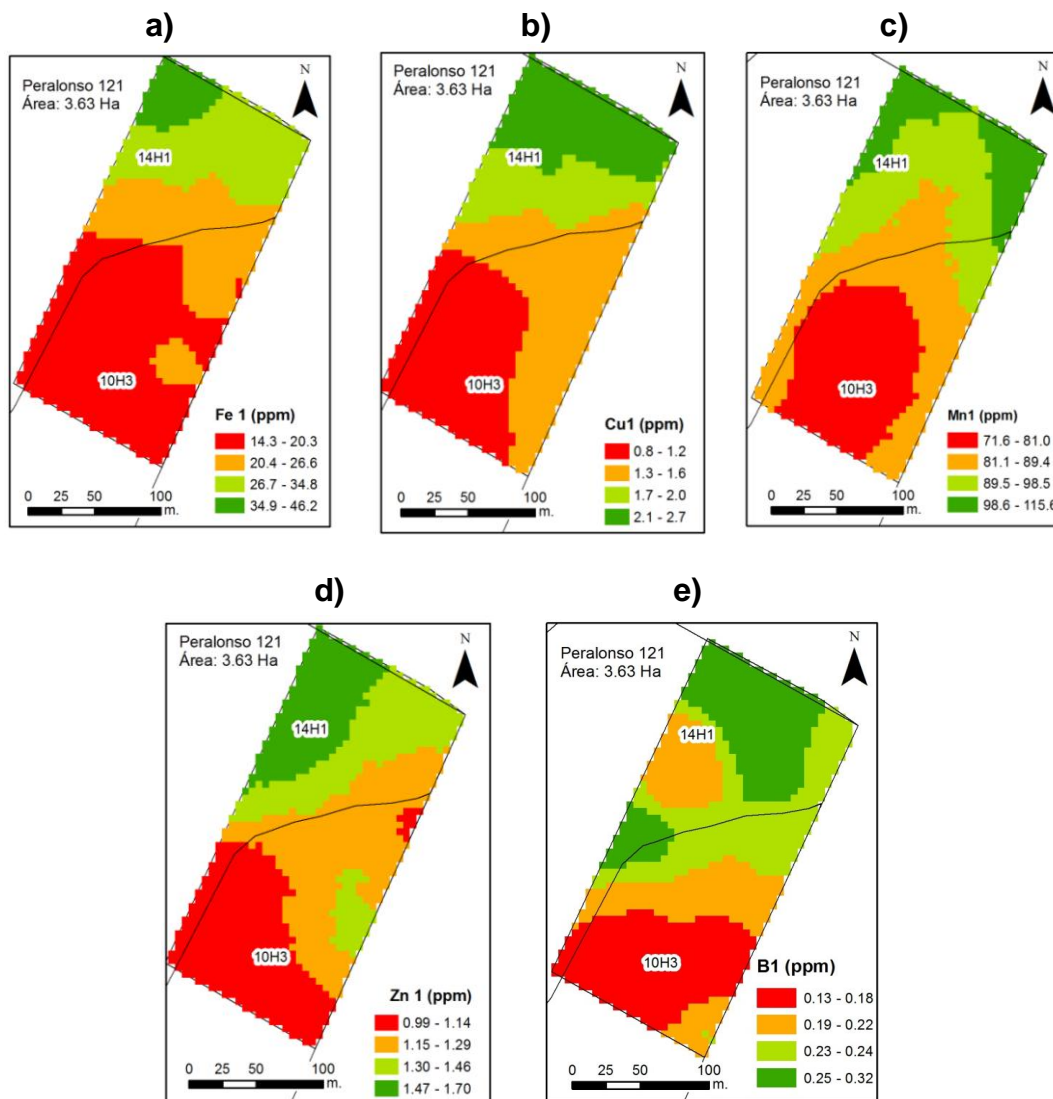 a)
Peralonso 121
Área: 3.63 Ha
N
14H1
10H3
Fe 1 (ppm)
14.3 - 20.3
20.4 - 26.6
26.7 - 34.8
34.9 - 46.2
0 25 50 100
m.
b)
Peralonso 121
Área: 3.63 Ha
N
14H1
10H3
Cu1 (ppm)
0.8 - 1.2
1.3 - 1.6
1.7 - 2.0
2.1 - 2.7
0 25 50 100
m.
c)
Peralonso 121
Área: 3.63 Ha
N
14H1
10H3
Mn1 (ppm)
71.6 - 81.0
81.1 - 89.4
89.5 - 98.5
98.6 - 115.6
0 25 50 100
m.
d)
Peralonso 121
Área: 3.63 Ha
N
14H1
10H3
Zn 1 (ppm)
0.99 - 1.14
1.15 - 1.29
1.30 - 1.46
1.47 - 1.70
0 25 50 100
m.
e)
Peralonso 121
Área: 3.63 Ha
N
14H1
10H3
B1 (ppm)
0.13 - 0.18
0.19 - 0.22
0.23 - 0.24
0.25 - 0.32
0 25 50 100
m.